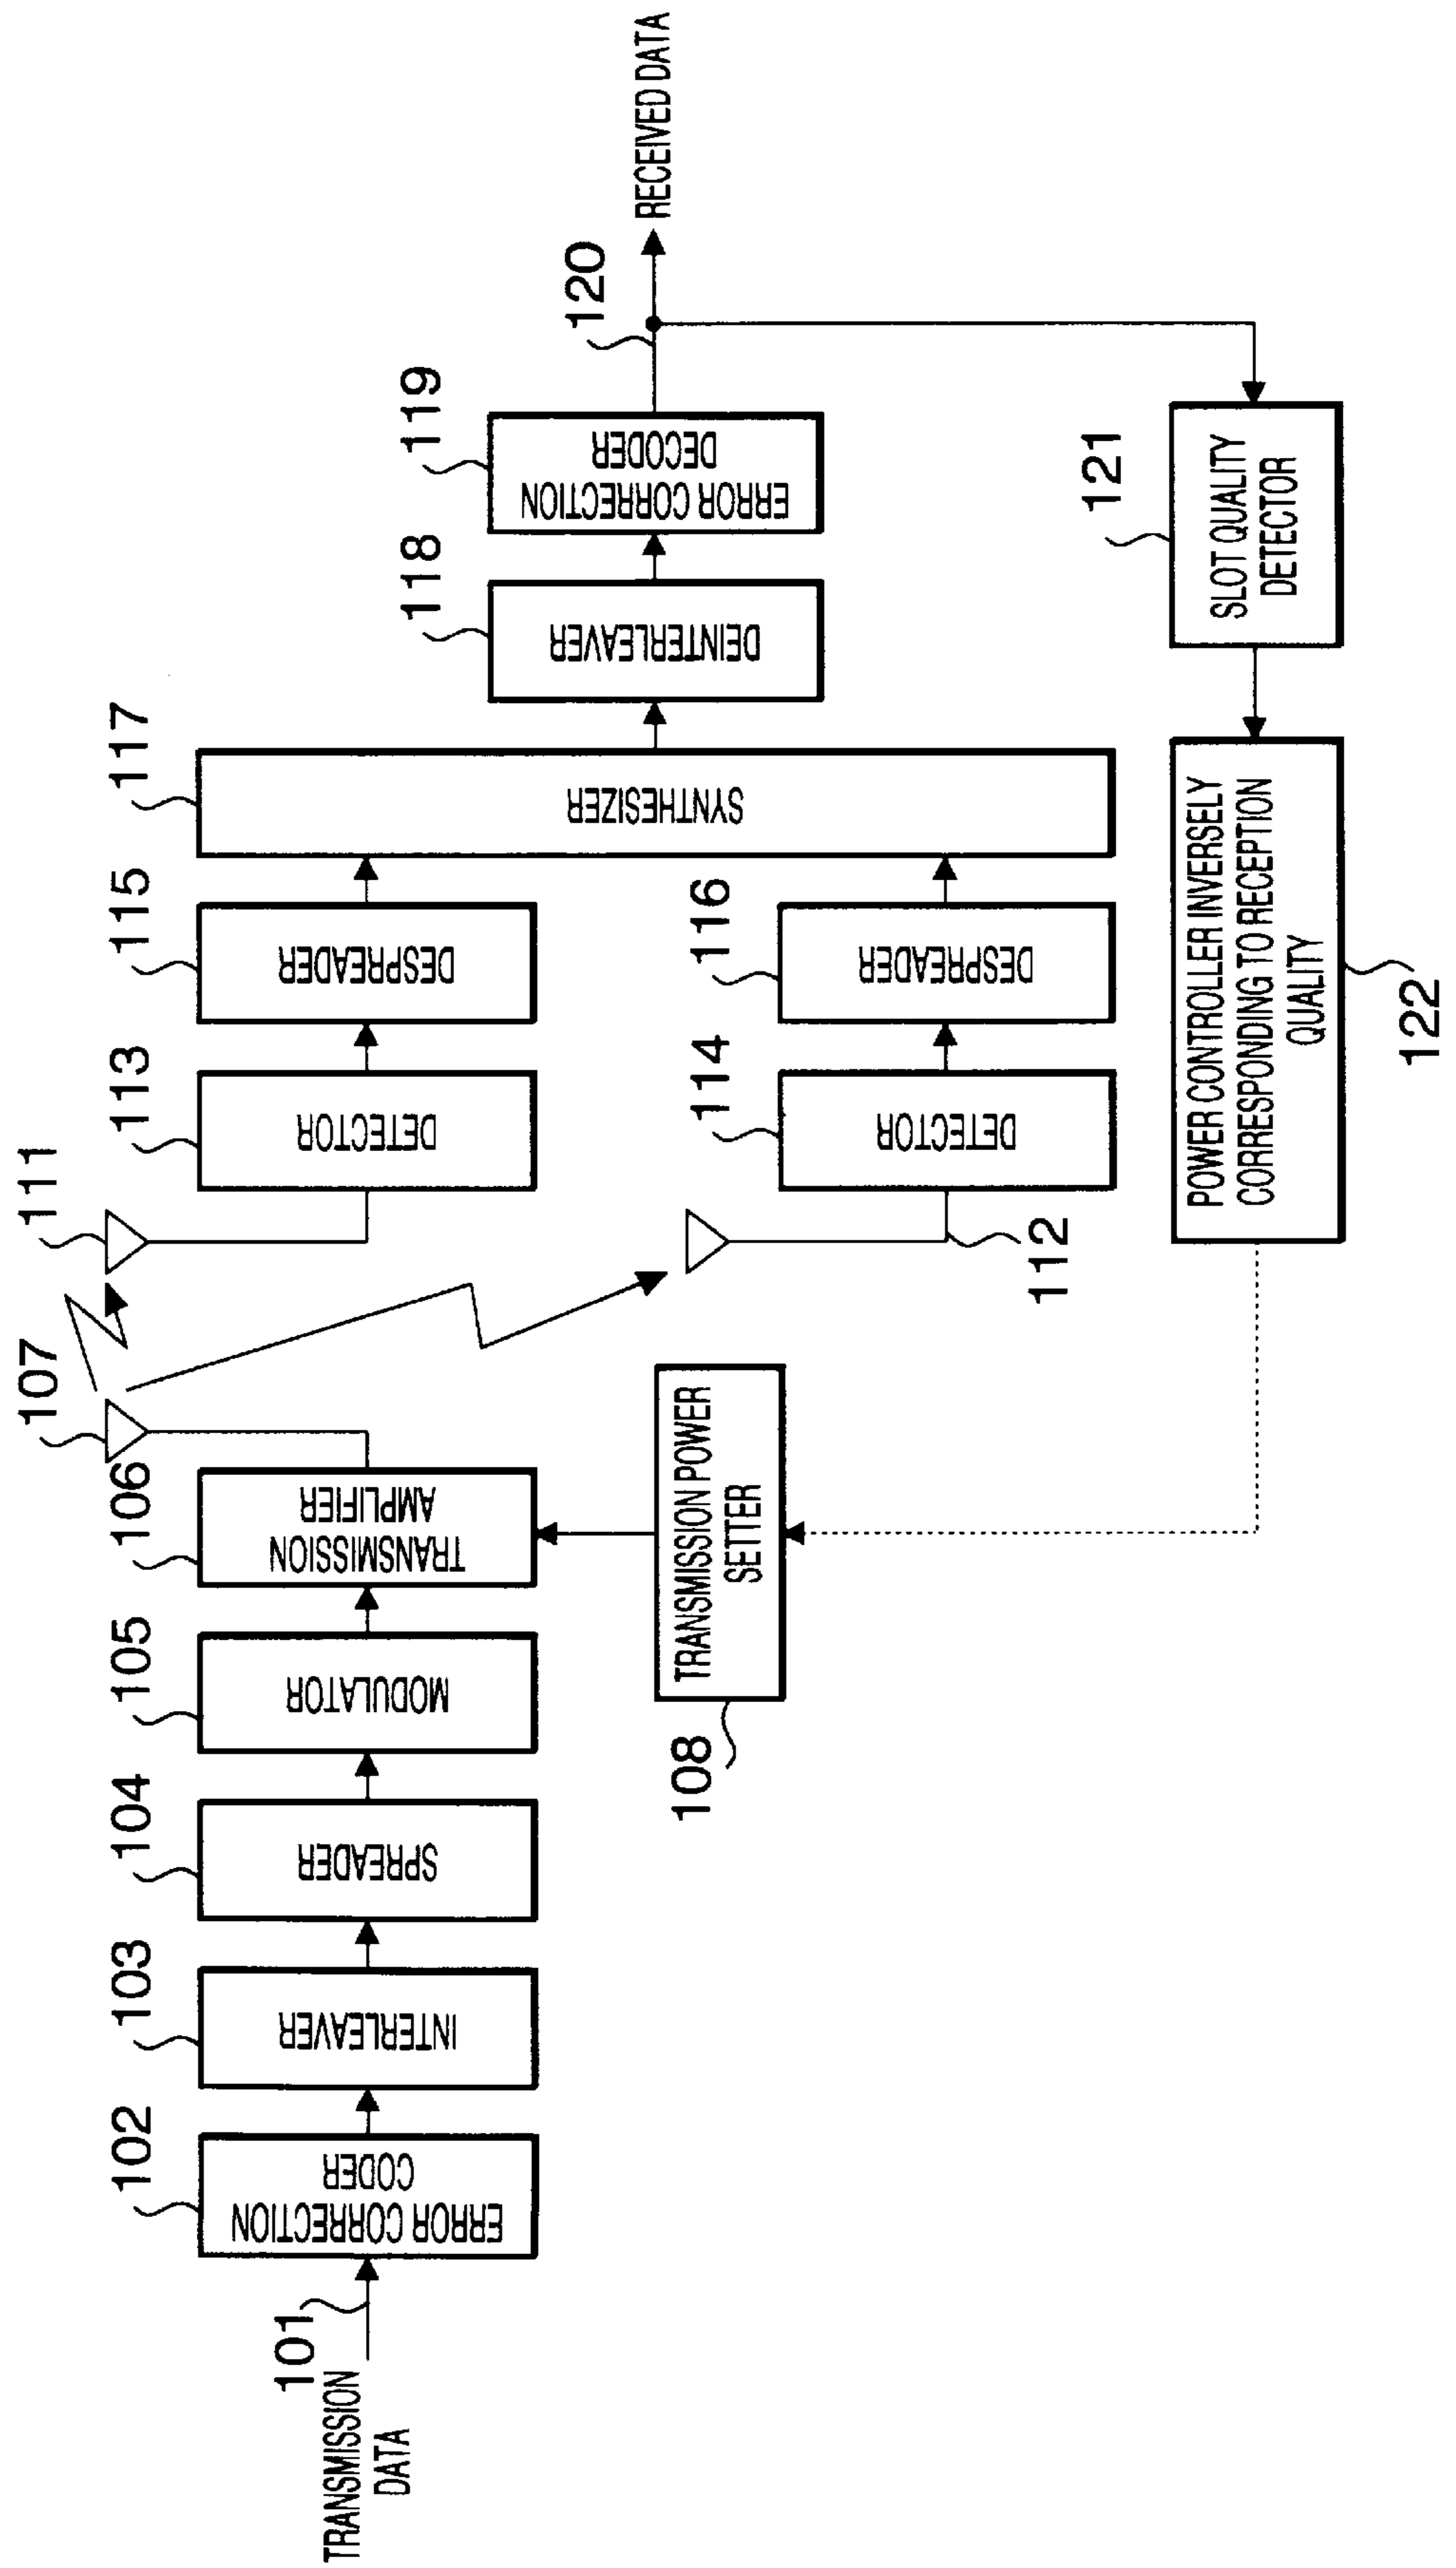 TRANSMISSION
DATA
101
102
ERROR CORRECTION
CODER
103
INTERLEAVER
104
SPREADER
105
MODULATOR
106
TRANSMISSION
AMPLIFIER
107
108
TRANSMISSION POWER
SETTER
111
112
113
DETECTOR
114
DETECTOR
115
DESPREADER
116
DESPREADER
117
SYNTHESIZER
118
DEINTERLEAVER
119
ERROR CORRECTION
DECODER
120
RECEIVED DATA
121
SLOT QUALITY
DETECTOR
POWER CONTROLLER INVERSELY
CORRESPONDING TO RECEPTION
QUALITY
122